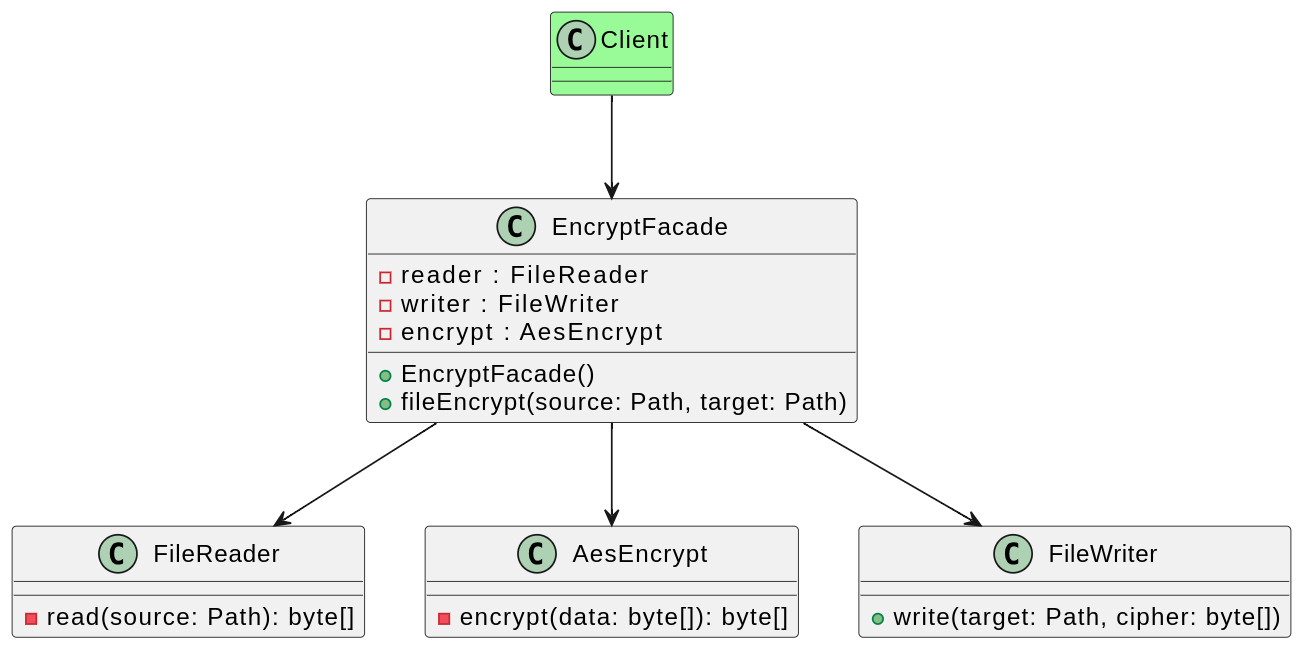 C Client
C EncryptFacade
reader : FileReader
writer : FileWriter
encrypt : AesEncrypt
EncryptFacade()
fileEncrypt(source: Path, target: Path)
C FileReader
read(source: Path): byte[]
C AesEncrypt
encrypt(data: byte[]): byte[]
C FileWriter
write(target: Path, cipher: byte[])